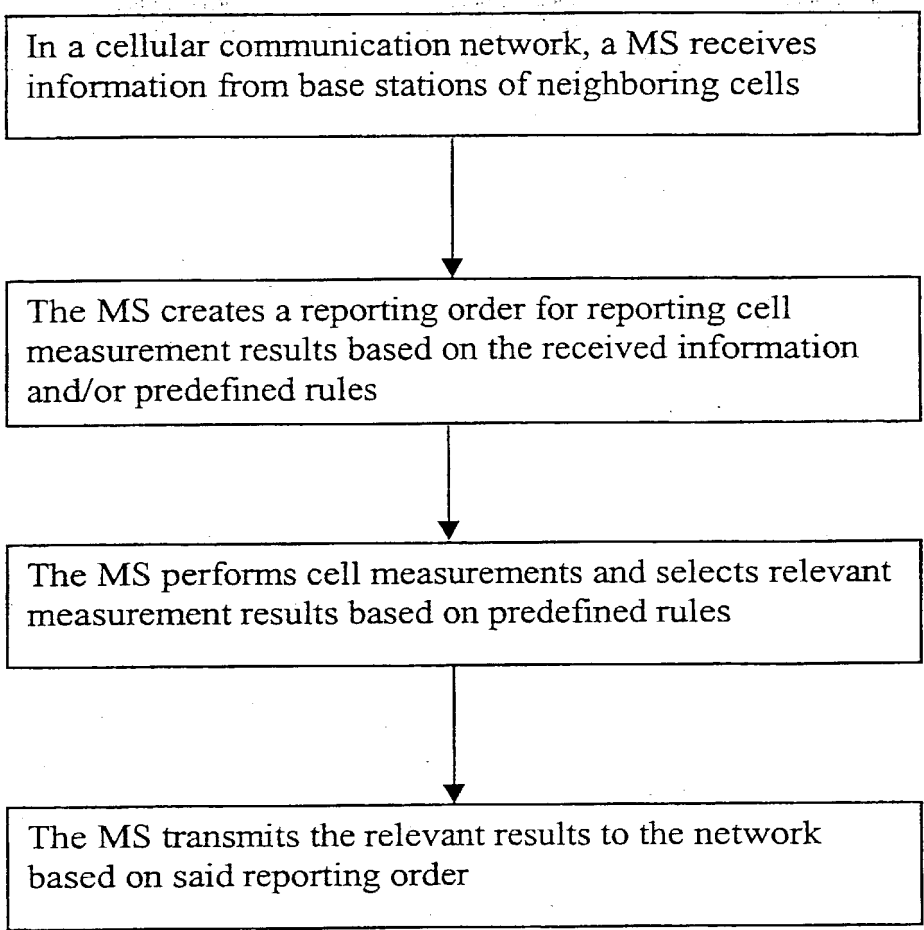 In a cellular communication network, a MS receives
information from base stations of neighboring cells
The MS creates a reporting order for reporting cell
measurement results based on the received information
and/or predefined rules
The MS performs cell measurements and selects relevant
measurement results based on predefined rules
The MS transmits the relevant results to the network
based on said reporting order